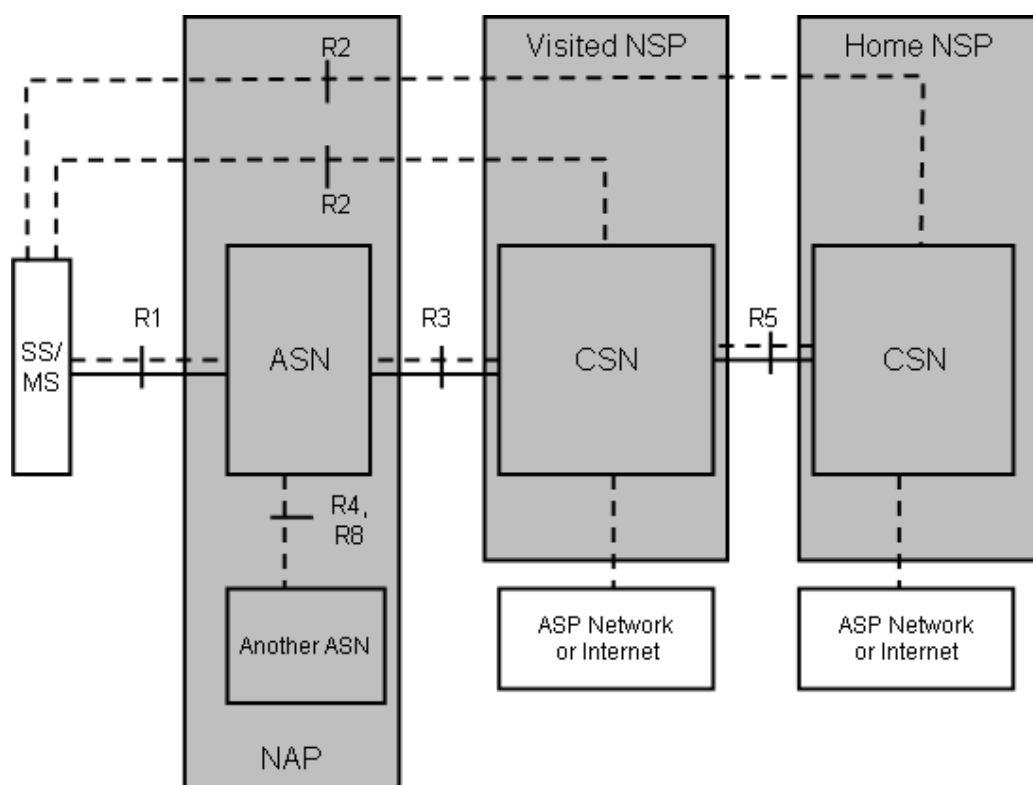 R2
Visited NSP
Home NSP
R2
R1
R3
R5
SS/
MS
ASN
CSN
CSN
R4,
R8
Another ASN
ASP Network
or Internet
ASP Network
or Internet
NAP